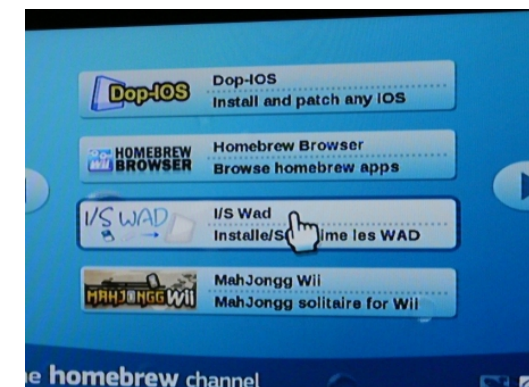 Dop-IOS
Dop-IOS
Install and patch any IOS
HOMEBREW
BROWSER
Homebrew Browser
Browse homebrew apps
I/S WAD
I/S Wad
Installe/S ime les WAD
MAHJONGG Wii
MahJongg Wii
MahJongg solitaire for Wii
homebrew channel